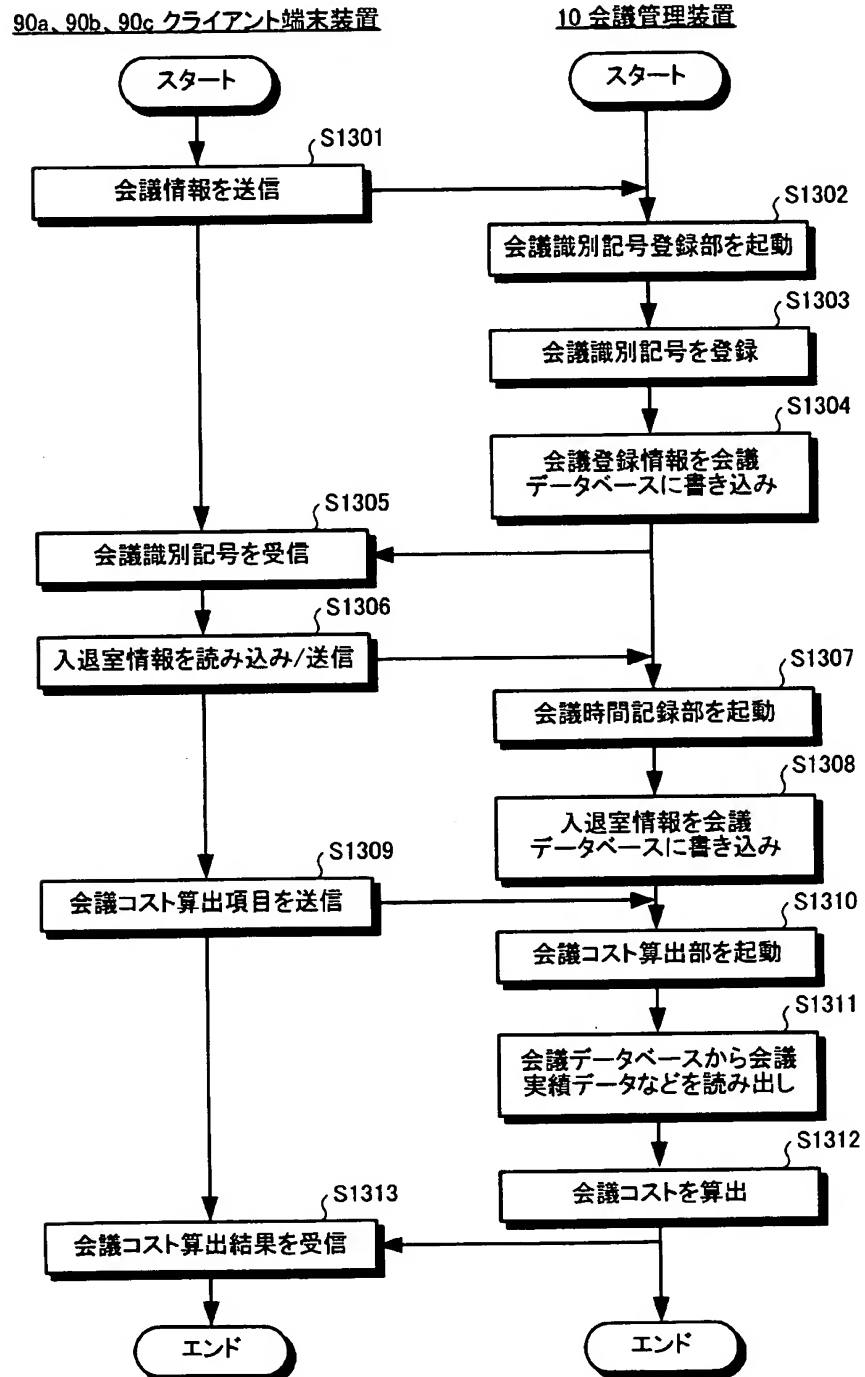 90a、90b、90c クライアント端末装置
10 会議管理装置
スタート
スタート
S1301
会議情報を送信
S1302
会議識別記号登録部を起動
S1303
会議識別記号を登録
S1304
会議登録情報を会議
データベースに書き込み
S1305
会議識別記号を受信
S1306
入退室情報を読み込み/送信
S1307
会議時間記録部を起動
S1308
入退室情報を会議
データベースに書き込み
S1309
会議コスト算出項目を送信
S1310
会議コスト算出部を起動
S1311
会議データベースから会議
実績データなどを読み出し
S1312
会議コストを算出
S1313
会議コスト算出結果を受信
エンド
エンド